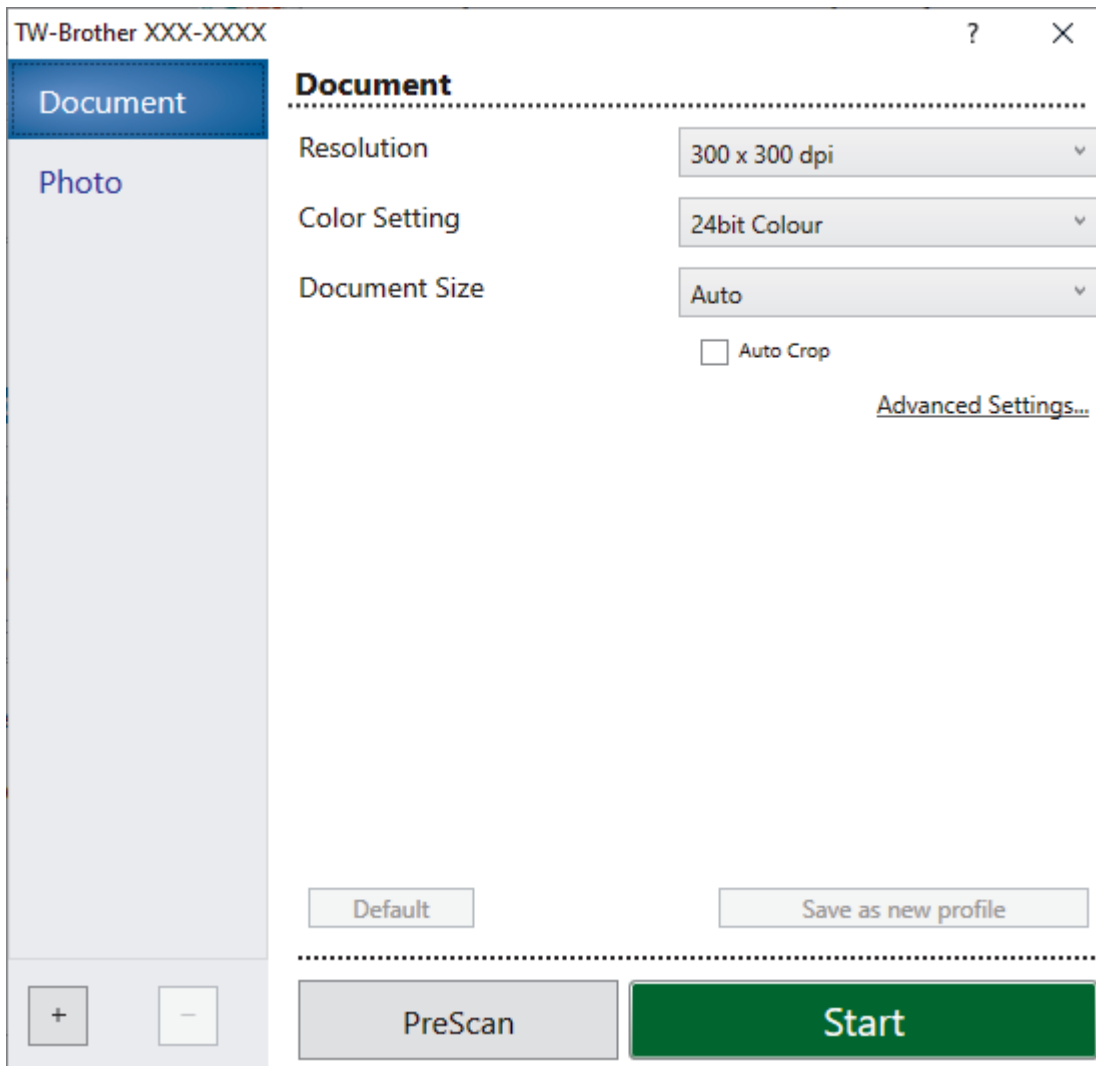 TW-Brother XXX-XXXX ?
Document
Photo
Document
Resolution 300 x 300 dpi
Color Setting 24bit Colour
Document Size Auto
Auto Crop
Advanced Settings...
Default Save as new profile
+ −
PreScan Start